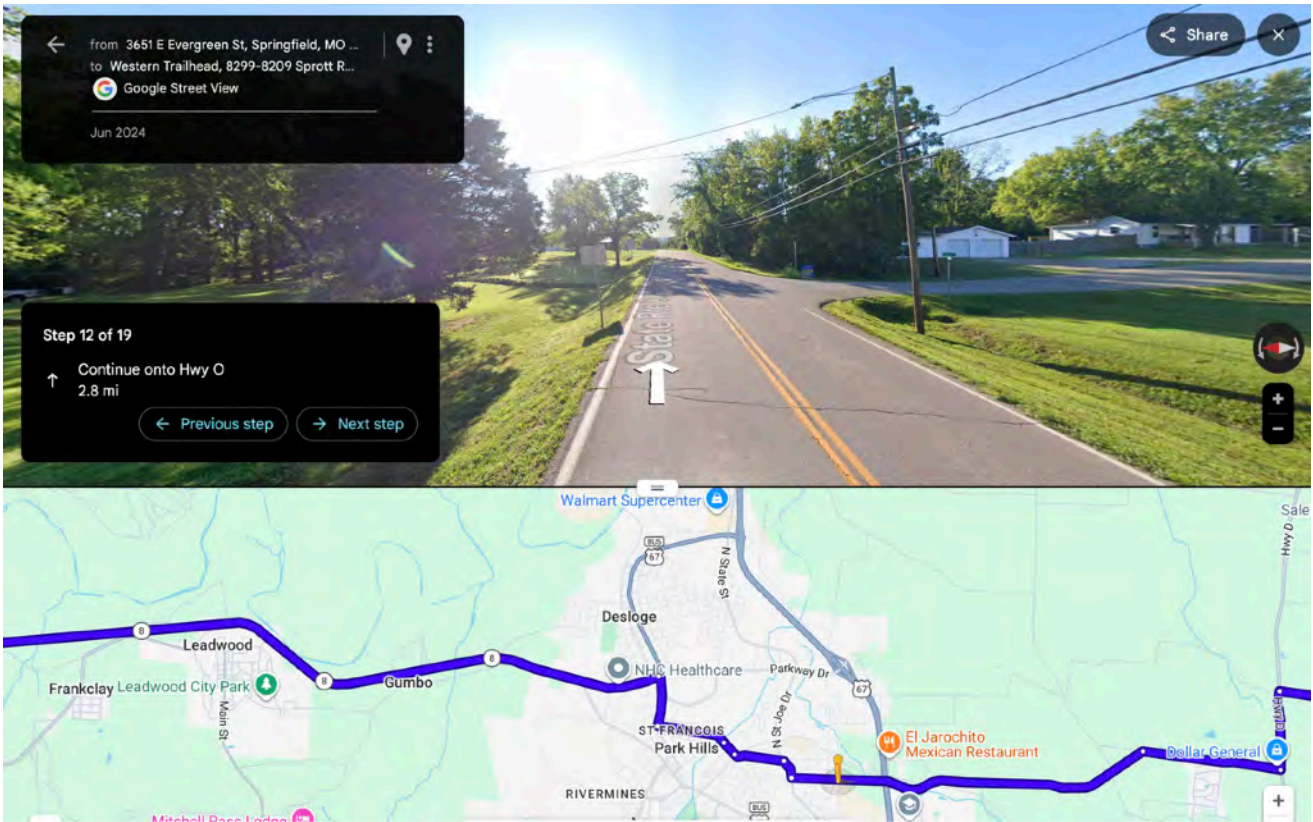 from 3651 E Evergreen St, Springfield, MO ...
to Western Trailhead, 8299-8209 Sprott R...
Google Street View
Jun 2024
Share
Step 12 of 19
Continue onto Hwy O
2.8 mi
Previous step
Next step
State
+
−
Walmart Supercenter
Sale
BUS
67
N State St
Hwy D
Desloge
8
Leadwood
8
NHC Healthcare
Parkway Dr
67
Frankclay
Leadwood City Park
8
Gumbo
Main St
N St Joe Dr
Hwy D
ST FRANCOIS
Park Hills
El Jarochito
Mexican Restaurant
Dollar General
RIVERMINES
BUS
+
Mitchell Pass Lodge